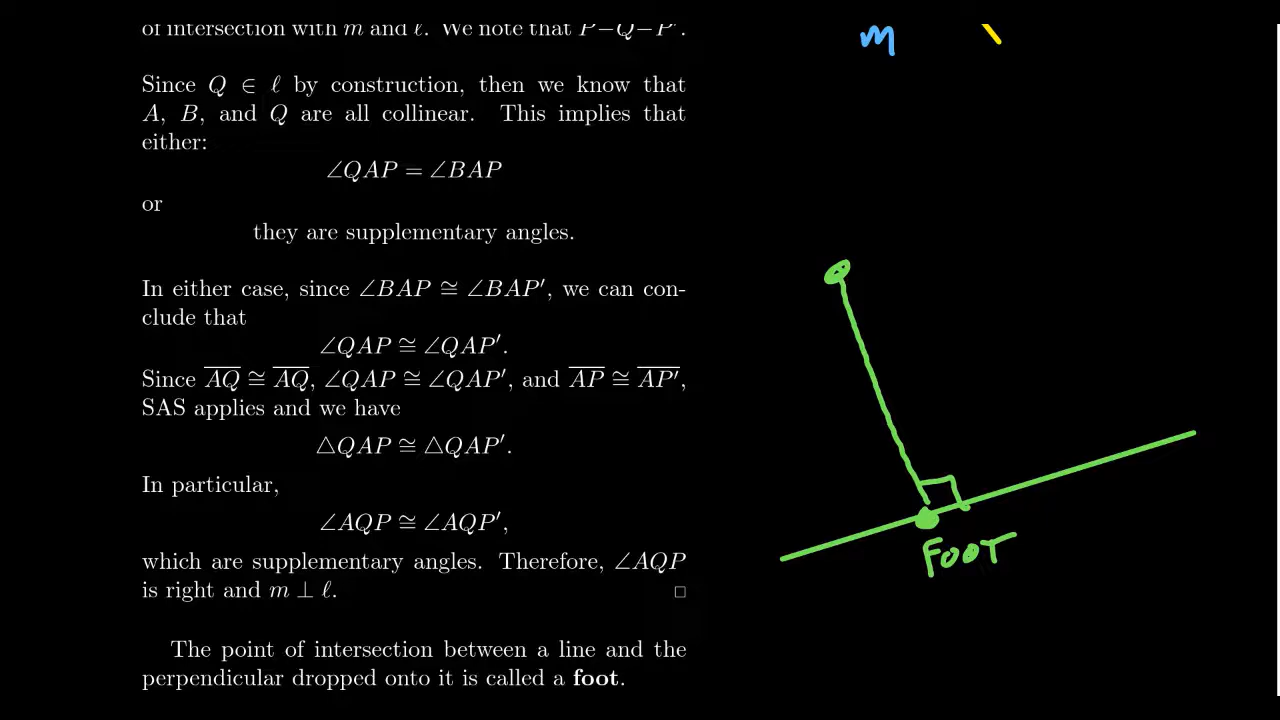 of intersection with m and ℓ. We note that P−Q−P′.
Since Q ∈ ℓ by construction, then we know that
A, B, and Q are all collinear. This implies that
either:
∠QAP = ∠BAP
or
they are supplementary angles.
In either case, since ∠BAP ≅ ∠BAP′, we can con-
clude that
∠QAP ≅ ∠QAP′.
Since A̅Q̅ ≅ A̅Q̅, ∠QAP ≅ ∠QAP′, and A̅P̅ ≅ A̅P̅′̅,
SAS applies and we have
△QAP ≅ △QAP′.
In particular,
∠AQP ≅ ∠AQP′,
which are supplementary angles. Therefore, ∠AQP
is right and m ⊥ ℓ. □
The point of intersection between a line and the
perpendicular dropped onto it is called a foot.
m
FOOT